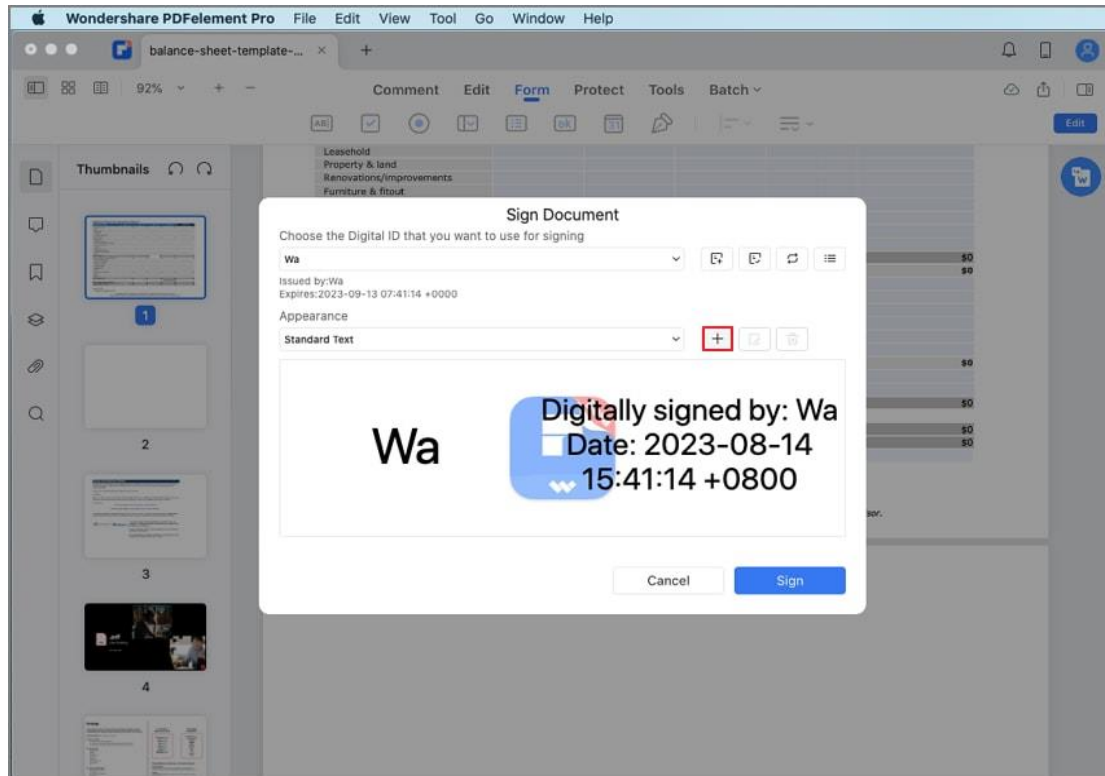 Wondershare PDFelement Pro File Edit View Tool Go Window Help
balance-sheet-template-...
92%
Comment Edit Form Protect Tools Batch
Edit
Thumbnails
Leasehold
Property & land
Renovations/improvements
Furniture & fitout
Sign Document
Choose the Digital ID that you want to use for signing
Wa
Issued by:Wa
Expires:2023-09-13 07:41:14 +0000
Appearance
Standard Text
Wa
Digitally signed by: Wa
Date: 2023-08-14
15:41:14 +0800
Cancel Sign
$0
$0
$0
$0
$0
$0
sor.
1
2
3
4